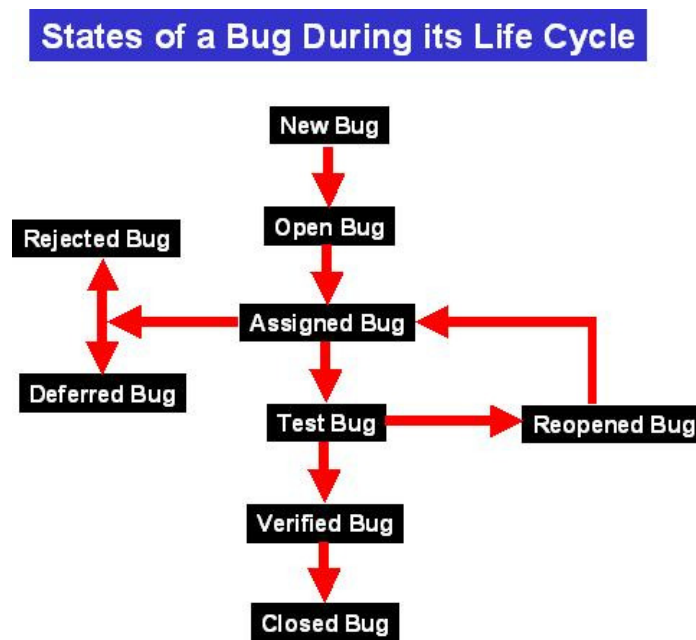 States of a Bug During its Life Cycle
New Bug
Open Bug
Rejected Bug
Assigned Bug
Deferred Bug
Test Bug
Reopened Bug
Verified Bug
Closed Bug